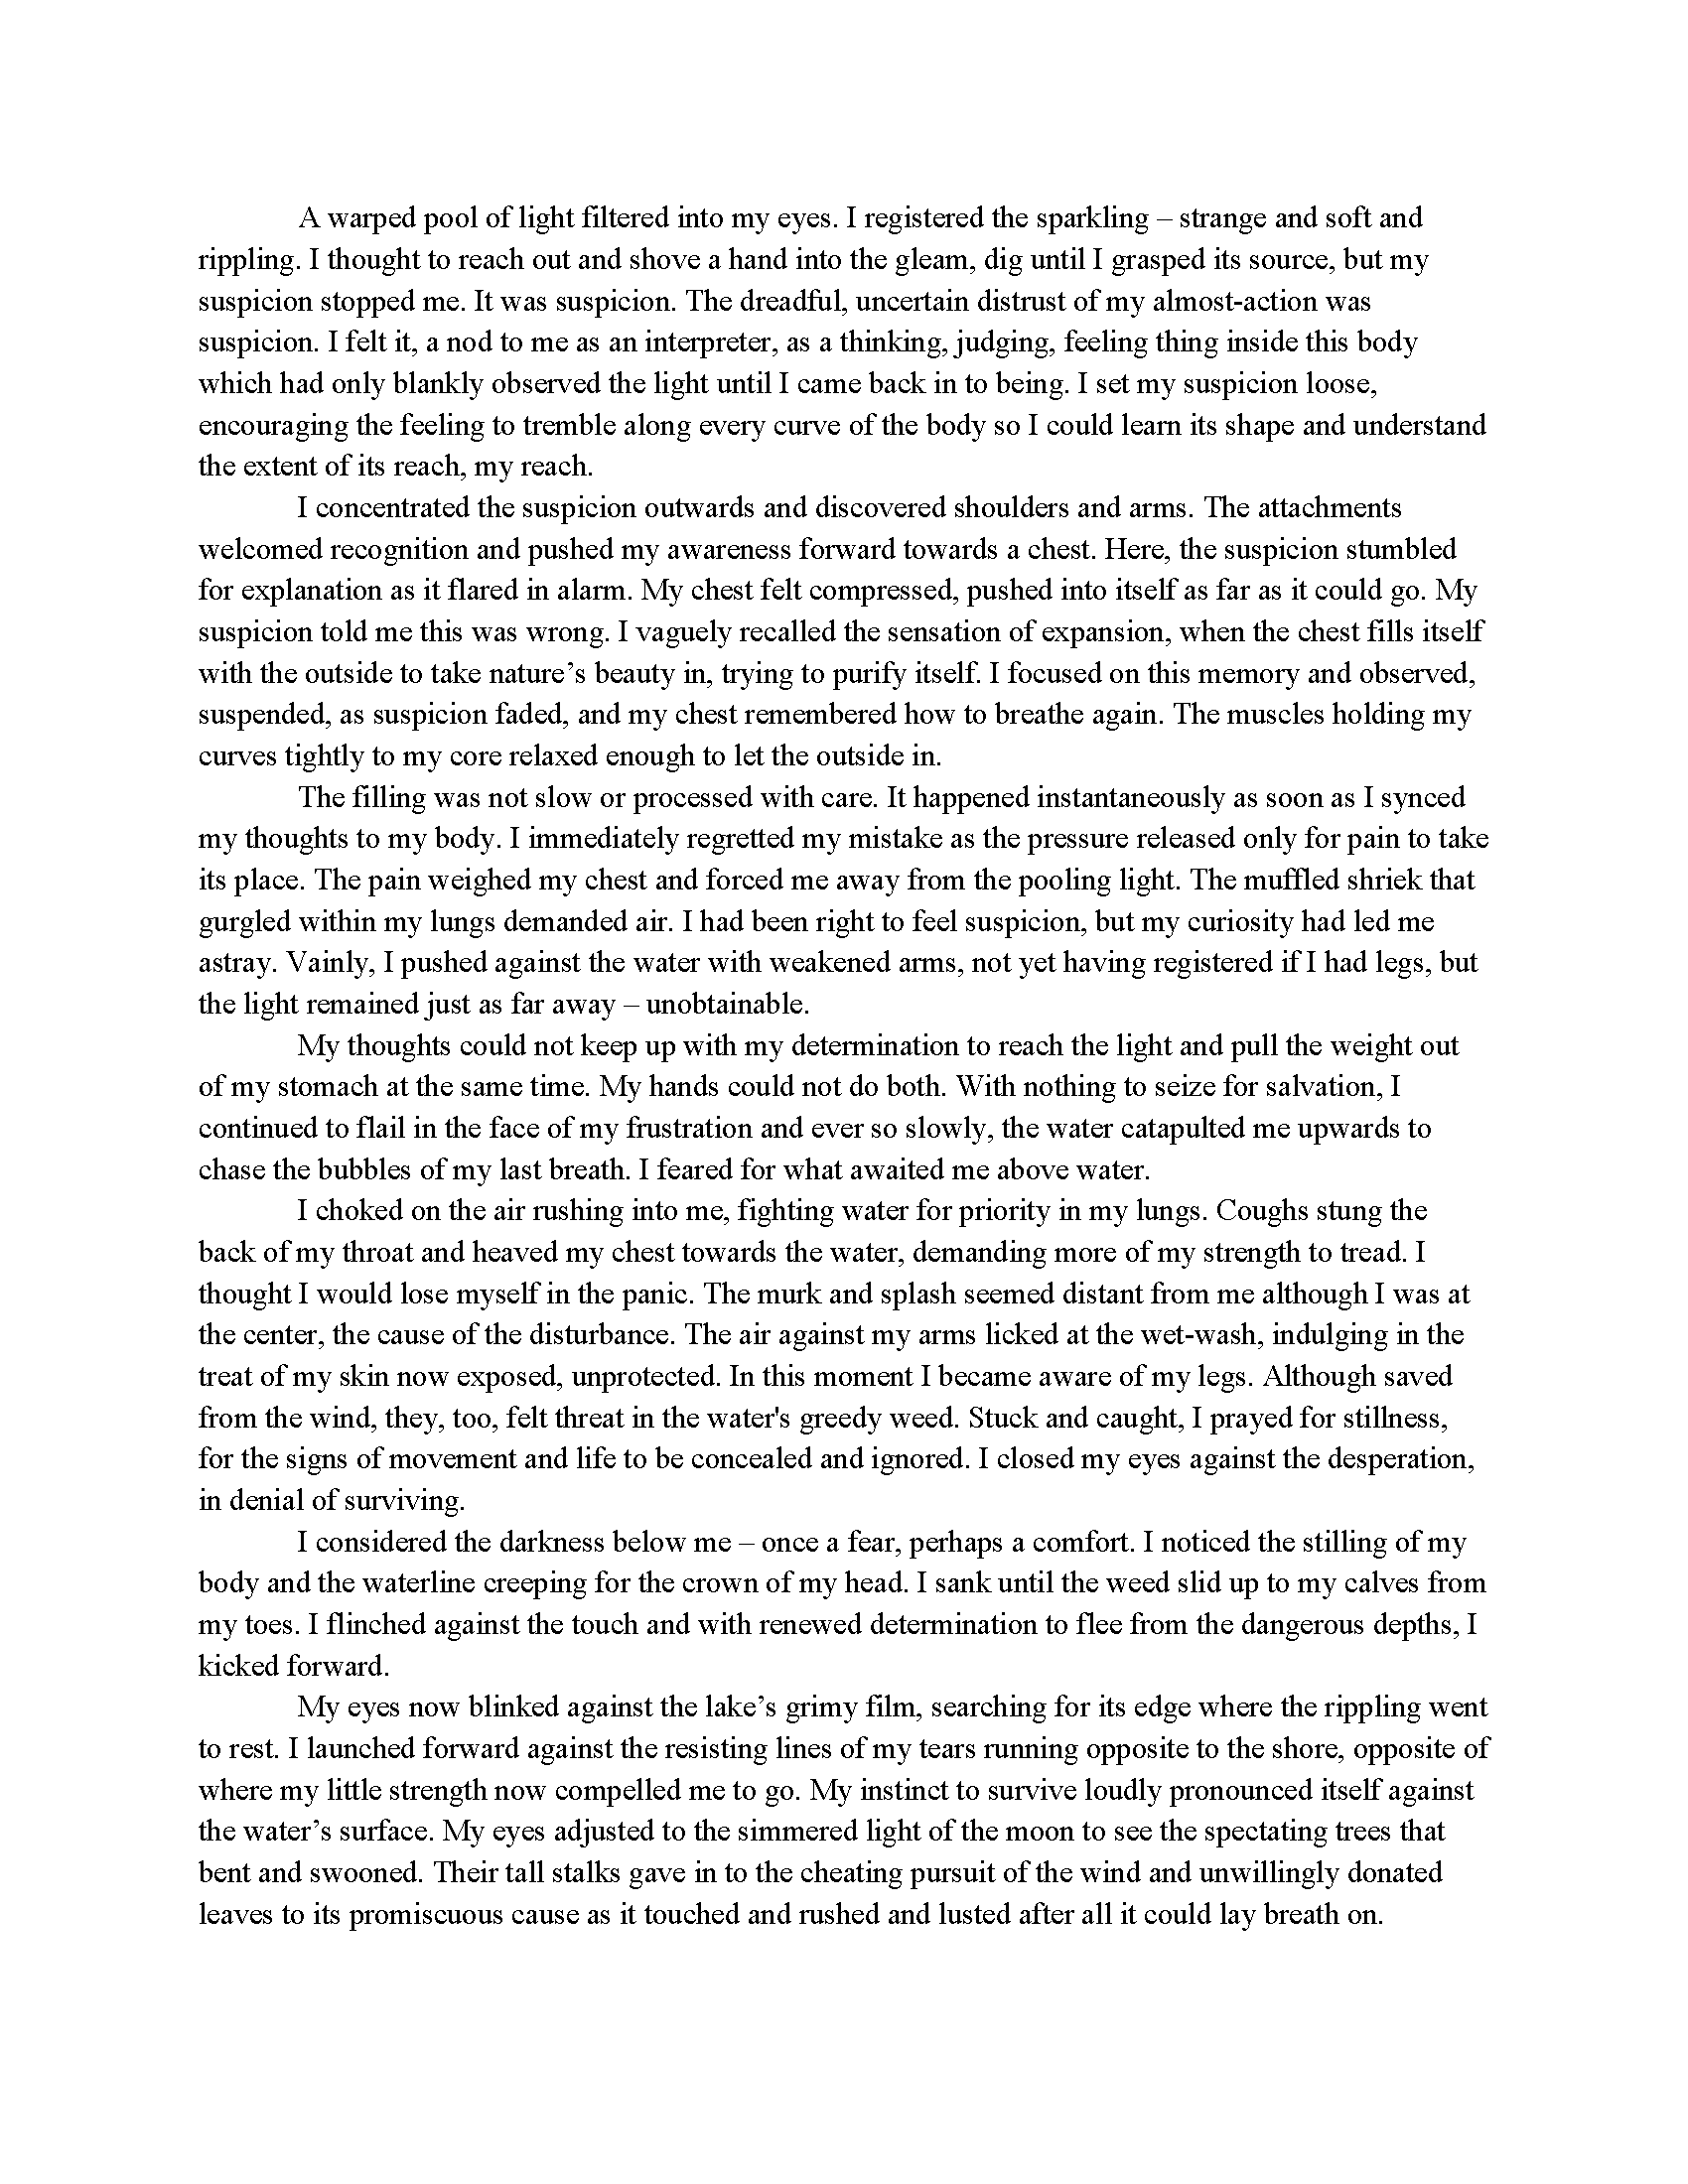 A warped pool of light filtered into my eyes. I registered the sparkling – strange and soft and
rippling. I thought to reach out and shove a hand into the gleam, dig until I grasped its source, but my
suspicion stopped me. It was suspicion. The dreadful, uncertain distrust of my almost-action was
suspicion. I felt it, a nod to me as an interpreter, as a thinking, judging, feeling thing inside this body
which had only blankly observed the light until I came back in to being. I set my suspicion loose,
encouraging the feeling to tremble along every curve of the body so I could learn its shape and understand
the extent of its reach, my reach.
I concentrated the suspicion outwards and discovered shoulders and arms. The attachments
welcomed recognition and pushed my awareness forward towards a chest. Here, the suspicion stumbled
for explanation as it flared in alarm. My chest felt compressed, pushed into itself as far as it could go. My
suspicion told me this was wrong. I vaguely recalled the sensation of expansion, when the chest fills itself
with the outside to take nature’s beauty in, trying to purify itself. I focused on this memory and observed,
suspended, as suspicion faded, and my chest remembered how to breathe again. The muscles holding my
curves tightly to my core relaxed enough to let the outside in.
The filling was not slow or processed with care. It happened instantaneously as soon as I synced
my thoughts to my body. I immediately regretted my mistake as the pressure released only for pain to take
its place. The pain weighed my chest and forced me away from the pooling light. The muffled shriek that
gurgled within my lungs demanded air. I had been right to feel suspicion, but my curiosity had led me
astray. Vainly, I pushed against the water with weakened arms, not yet having registered if I had legs, but
the light remained just as far away – unobtainable.
My thoughts could not keep up with my determination to reach the light and pull the weight out
of my stomach at the same time. My hands could not do both. With nothing to seize for salvation, I
continued to flail in the face of my frustration and ever so slowly, the water catapulted me upwards to
chase the bubbles of my last breath. I feared for what awaited me above water.
I choked on the air rushing into me, fighting water for priority in my lungs. Coughs stung the
back of my throat and heaved my chest towards the water, demanding more of my strength to tread. I
thought I would lose myself in the panic. The murk and splash seemed distant from me although I was at
the center, the cause of the disturbance. The air against my arms licked at the wet-wash, indulging in the
treat of my skin now exposed, unprotected. In this moment I became aware of my legs. Although saved
from the wind, they, too, felt threat in the water's greedy weed. Stuck and caught, I prayed for stillness,
for the signs of movement and life to be concealed and ignored. I closed my eyes against the desperation,
in denial of surviving.
I considered the darkness below me – once a fear, perhaps a comfort. I noticed the stilling of my
body and the waterline creeping for the crown of my head. I sank until the weed slid up to my calves from
my toes. I flinched against the touch and with renewed determination to flee from the dangerous depths, I
kicked forward.
My eyes now blinked against the lake’s grimy film, searching for its edge where the rippling went
to rest. I launched forward against the resisting lines of my tears running opposite to the shore, opposite of
where my little strength now compelled me to go. My instinct to survive loudly pronounced itself against
the water’s surface. My eyes adjusted to the simmered light of the moon to see the spectating trees that
bent and swooned. Their tall stalks gave in to the cheating pursuit of the wind and unwillingly donated
leaves to its promiscuous cause as it touched and rushed and lusted after all it could lay breath on.